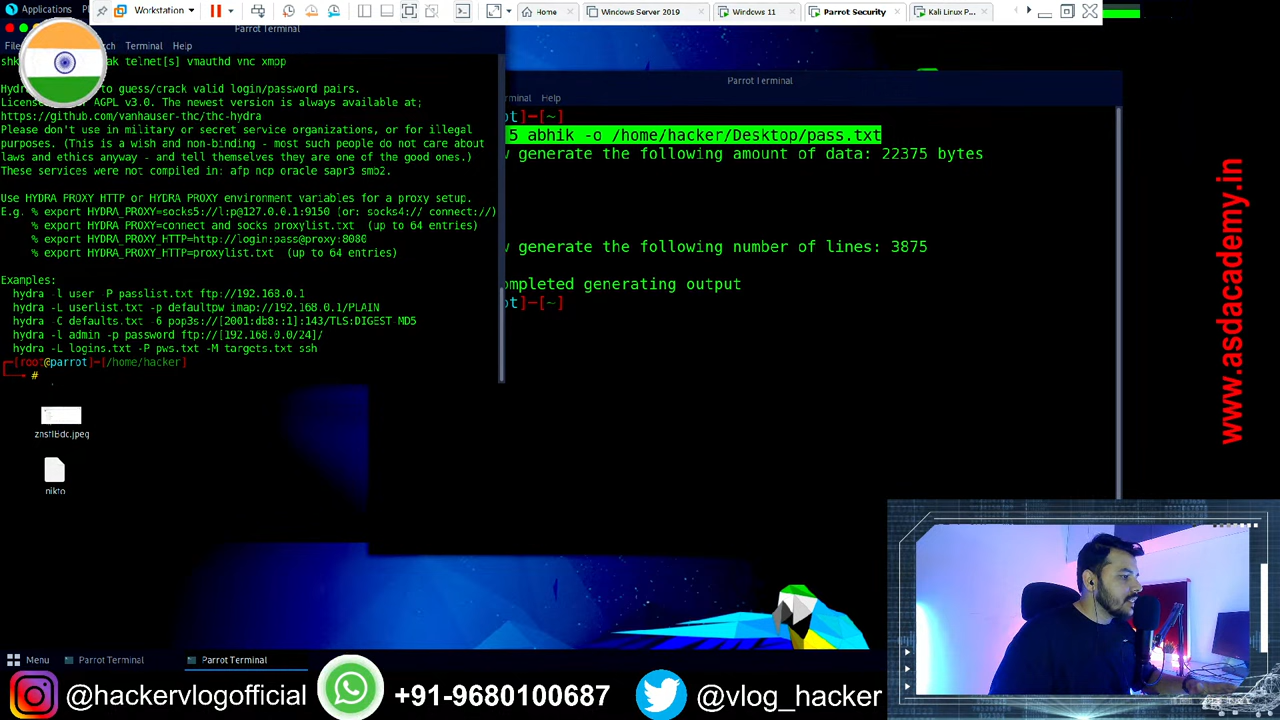 Applications
Workstation
Home
Windows Server 2019
Windows 11
Parrot Security
Kali Linux P...
Parrot Terminal
Terminal Help
ak telnet[s] vmauthd vnc xmpp
to guess/crack valid login/password pairs.
AGPL v3.0. The newest version is always available at;
https://github.com/vanhauser-thc/thc-hydra
Please don't use in military or secret service organizations, or for illegal
purposes. (This is a wish and non-binding - most such people do not care about
laws and ethics anyway - and tell themselves they are one of the good ones.)
These services were not compiled in: afp ncp oracle sapr3 smb2.
Use HYDRA_PROXY_HTTP or HYDRA_PROXY environment variables for a proxy setup.
E.g. % export HYDRA_PROXY=socks5://l:p@127.0.0.1:9150 (or: socks4:// connect://)
% export HYDRA_PROXY=connect_and_socks_proxylist.txt (up to 64 entries)
% export HYDRA_PROXY_HTTP=http://login:pass@proxy:8080
% export HYDRA_PROXY_HTTP=proxylist.txt (up to 64 entries)
Examples:
hydra -l user -P passlist.txt ftp://192.168.0.1
hydra -L userlist.txt -p defaultpw imap://192.168.0.1/PLAIN
hydra -C defaults.txt -6 pop3s://[2001:db8::1]:143/TLS:DIGEST-MD5
hydra -l admin -p password ftp://[192.168.0.0/24]/
hydra -L logins.txt -P pws.txt -M targets.txt ssh
[root@parrot]-[/home/hacker]
#
Parrot Terminal
Help
ot]-[~]
5 abhik -o /home/hacker/Desktop/pass.txt
w generate the following amount of data: 22375 bytes
w generate the following number of lines: 3875
ompleted generating output
ot]-[~]
nikto
www.asdacademy.in
Menu
Parrot Terminal
Parrot Terminal
@hackervlogofficial
+91-9680100687
@vlog_hacker